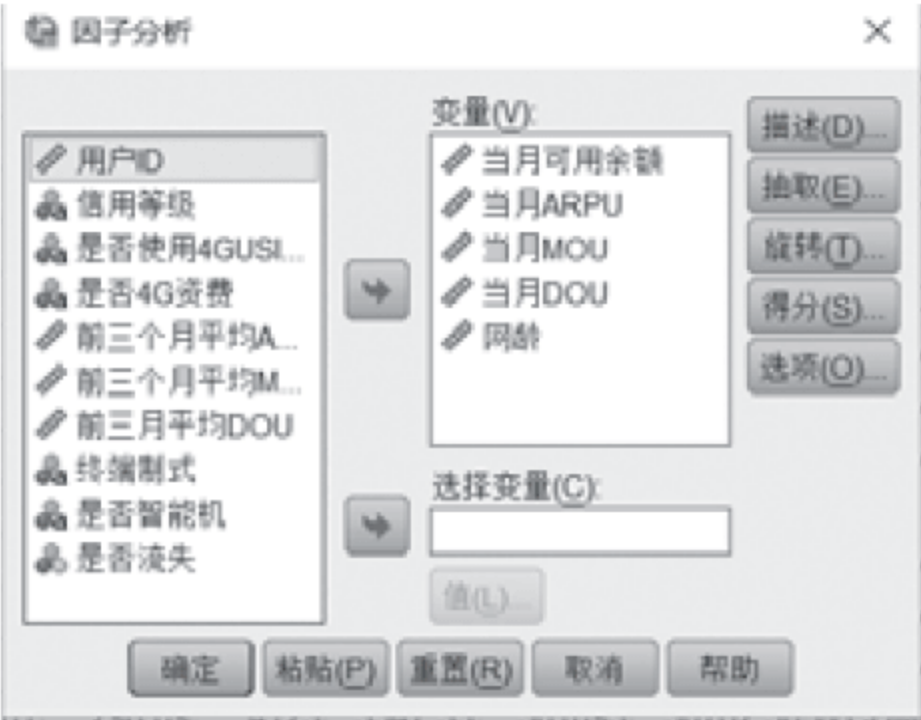 因子分析
用户ID
信用等级
是否使用4GUSI...
是否4G资费
前三个月平均A...
前三个月平均M...
前三月平均DOU
终端制式
是否智能机
是否流失
变量(V):
当月可用余额
当月ARPU
当月MOU
当月DOU
网龄
选择变量(C):
值(L)...
描述(D)...
抽取(E)...
旋转(T)...
得分(S)...
选项(O)...
确定
粘贴(P)
重置(R)
取消
帮助